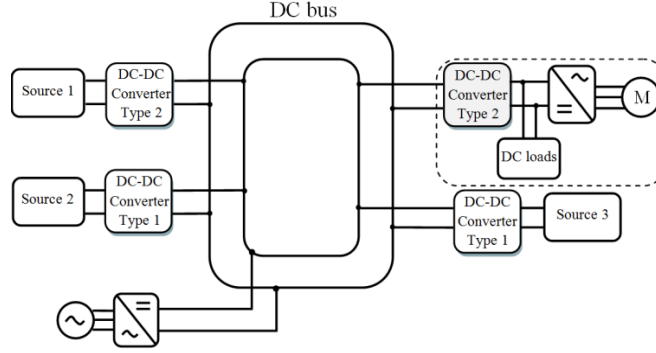 DC bus
Source 1
DC-DC
Converter
Type 2
DC-DC
Converter
Type 2
M
DC loads
Source 2
DC-DC
Converter
Type 1
DC-DC
Converter
Type 1
Source 3